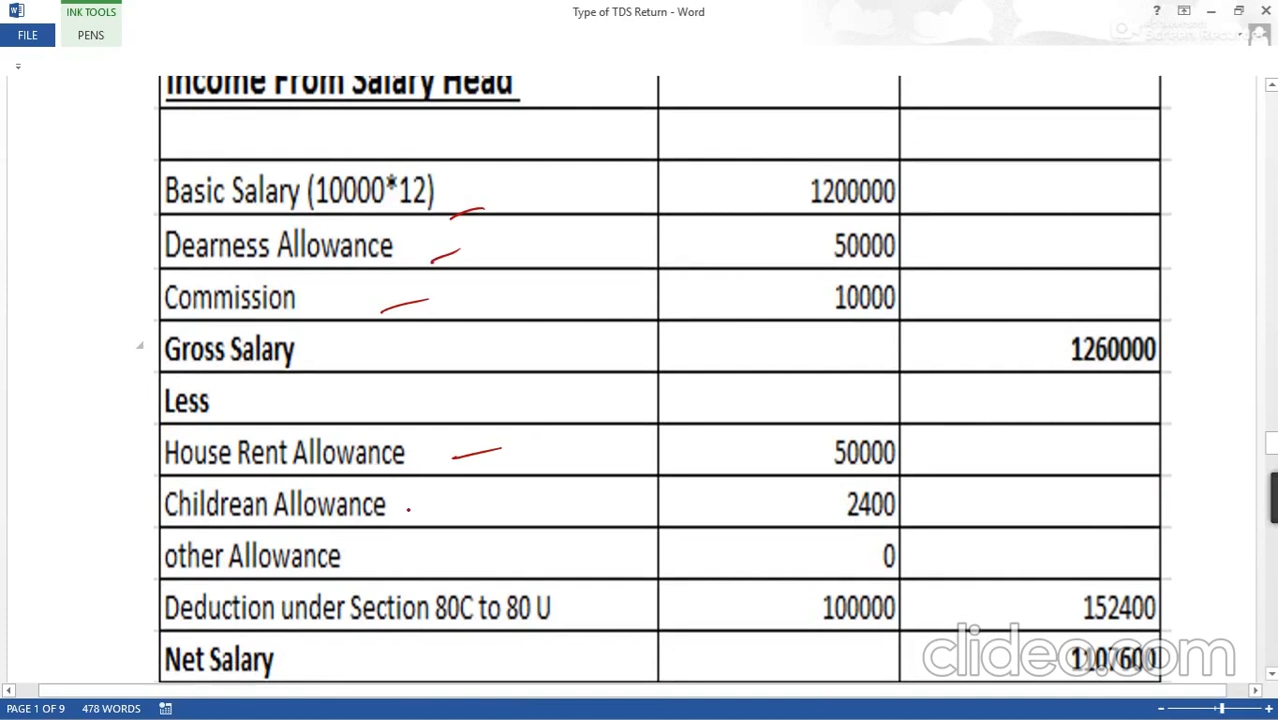 INK TOOLS
Type of TDS Return - Word
FILE
PENS
Income From Salary Head
Basic Salary (10000*12) 1200000
Dearness Allowance 50000
Commission 10000
Gross Salary 1260000
Less
House Rent Allowance 50000
Childrean Allowance 2400
other Allowance 0
Deduction under Section 80C to 80 U 100000 152400
Net Salary 1107600
clideo.com
PAGE 1 OF 9 478 WORDS